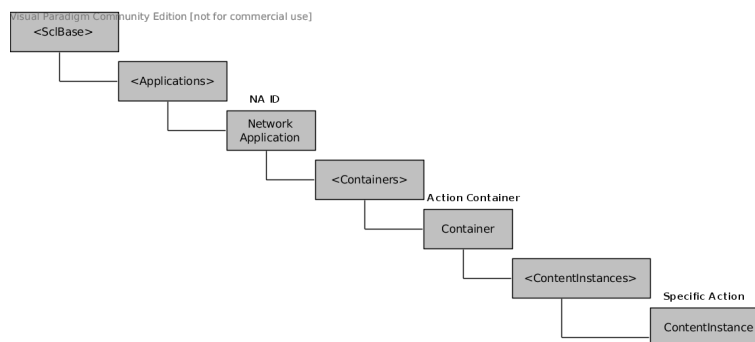 Visual Paradigm Community Edition [not for commercial use]
<SclBase>
<Applications>
NA ID
Network
Application
<Containers>
Action Container
Container
<ContentInstances>
Specific Action
ContentInstance